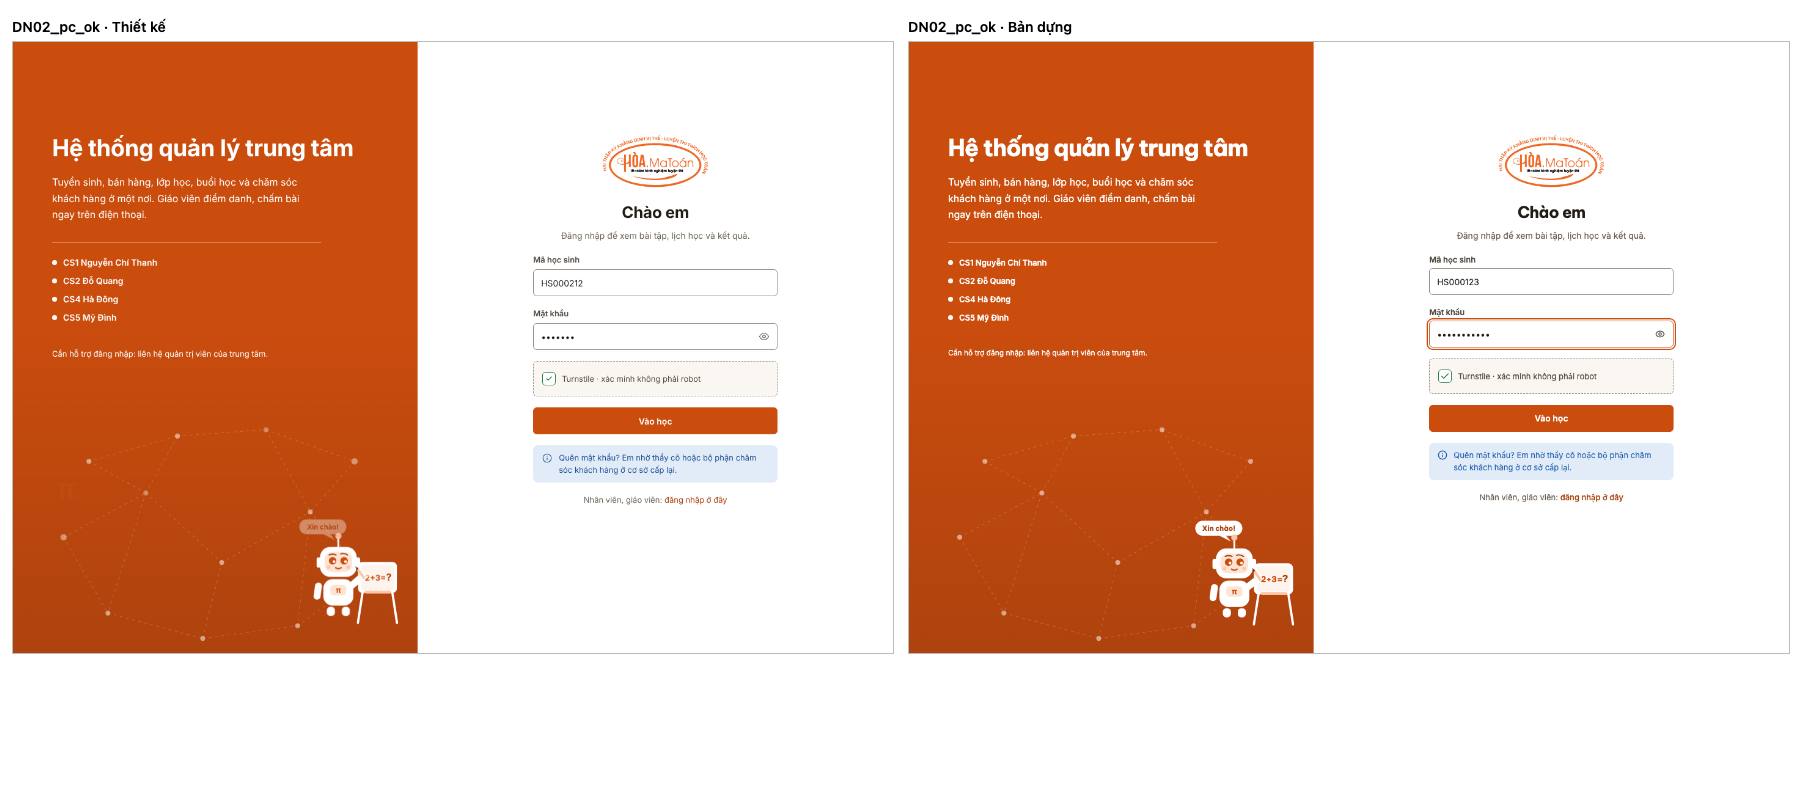 DN02_pc_ok · Thiết kế
Hệ thống quản lý trung tâm
Tuyển sinh, bán hàng, lớp học, buổi học và chăm sóc
khách hàng ở một nơi. Giáo viên điểm danh, chấm bài
ngay trên điện thoại.
CS1 Nguyễn Chí Thanh
CS2 Đỗ Quang
CS4 Hà Đông
CS5 Mỹ Đình
Cần hỗ trợ đăng nhập: liên hệ quản trị viên của trung tâm.
π
Xin chào!
2+3=?
π
HÒA.MaToán
Chào em
Đăng nhập để xem bài tập, lịch học và kết quả.
Mã học sinh
HS000212
Mật khẩu
•••••••
Turnstile · xác minh không phải robot
Vào học
Quên mật khẩu? Em nhờ thầy cô hoặc bộ phận chăm
sóc khách hàng ở cơ sở cấp lại.
Nhân viên, giáo viên: đăng nhập ở đây
DN02_pc_ok · Bản dựng
Hệ thống quản lý trung tâm
Tuyển sinh, bán hàng, lớp học, buổi học và chăm sóc
khách hàng ở một nơi. Giáo viên điểm danh, chấm bài
ngay trên điện thoại.
CS1 Nguyễn Chí Thanh
CS2 Đỗ Quang
CS4 Hà Đông
CS5 Mỹ Đình
Cần hỗ trợ đăng nhập: liên hệ quản trị viên của trung tâm.
Xin chào!
2+3=?
π
HÒA.MaToán
Chào em
Đăng nhập để xem bài tập, lịch học và kết quả.
Mã học sinh
HS000123
Mật khẩu
•••••••••••
Turnstile · xác minh không phải robot
Vào học
Quên mật khẩu? Em nhờ thầy cô hoặc bộ phận chăm
sóc khách hàng ở cơ sở cấp lại.
Nhân viên, giáo viên: đăng nhập ở đây